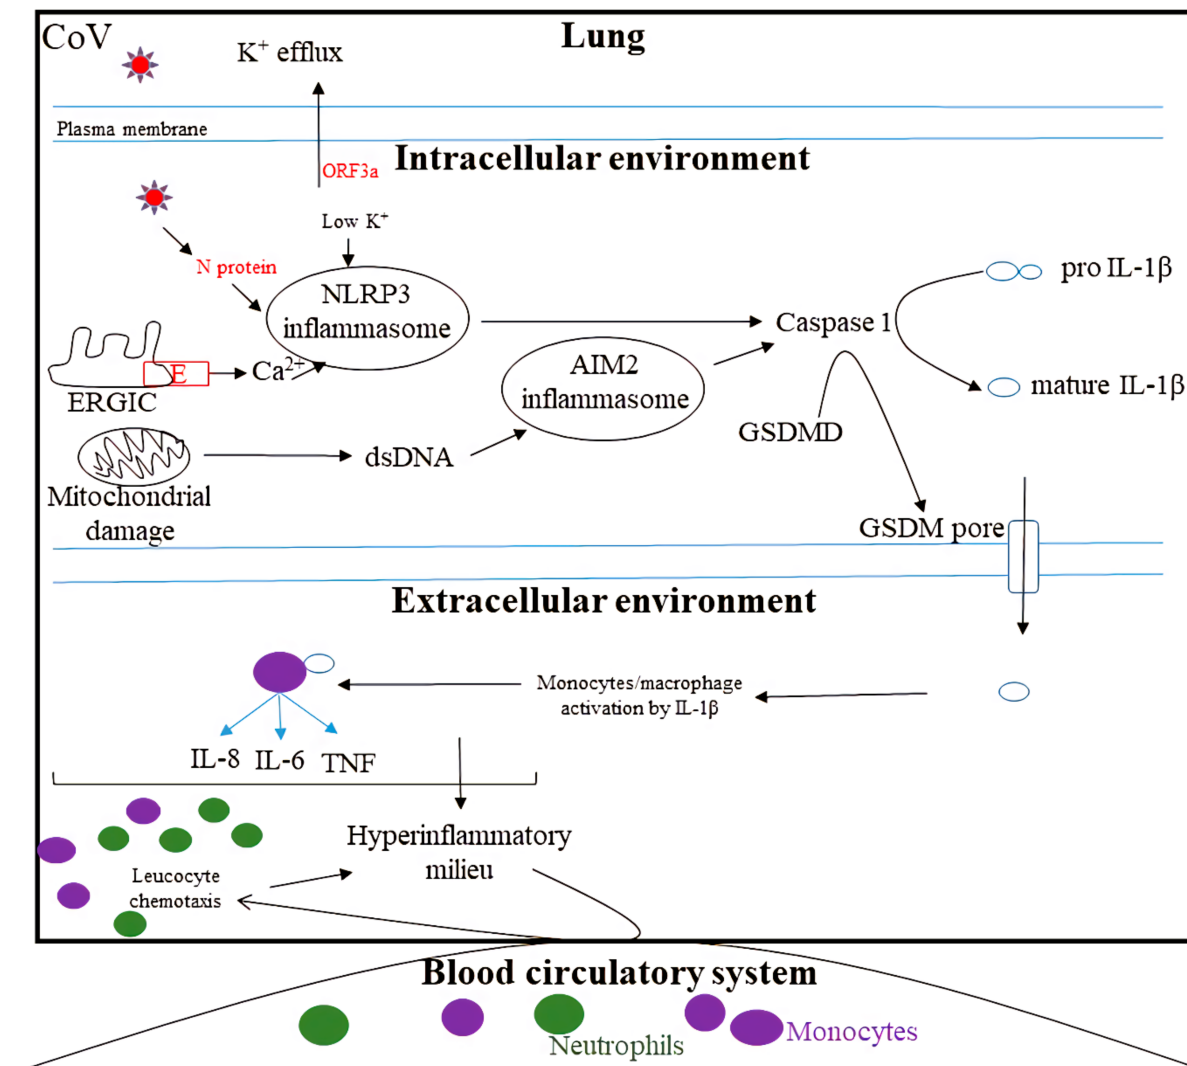 CoV
Lung
K⁺ efflux
Plasma membrane
Intracellular environment
ORF3a
Low K⁺
N protein
NLRP3
inflammasome
pro IL-1β
Caspase 1
AIM2
inflammasome
E
Ca²⁺
mature IL-1β
ERGIC
GSDMD
dsDNA
Mitochondrial
damage
GSDM pore
Extracellular environment
Monocytes/macrophage
activation by IL-1β
IL-8 IL-6 TNF
Hyperinflammatory
milieu
Leucocyte
chemotaxis
Blood circulatory system
Neutrophils
Monocytes